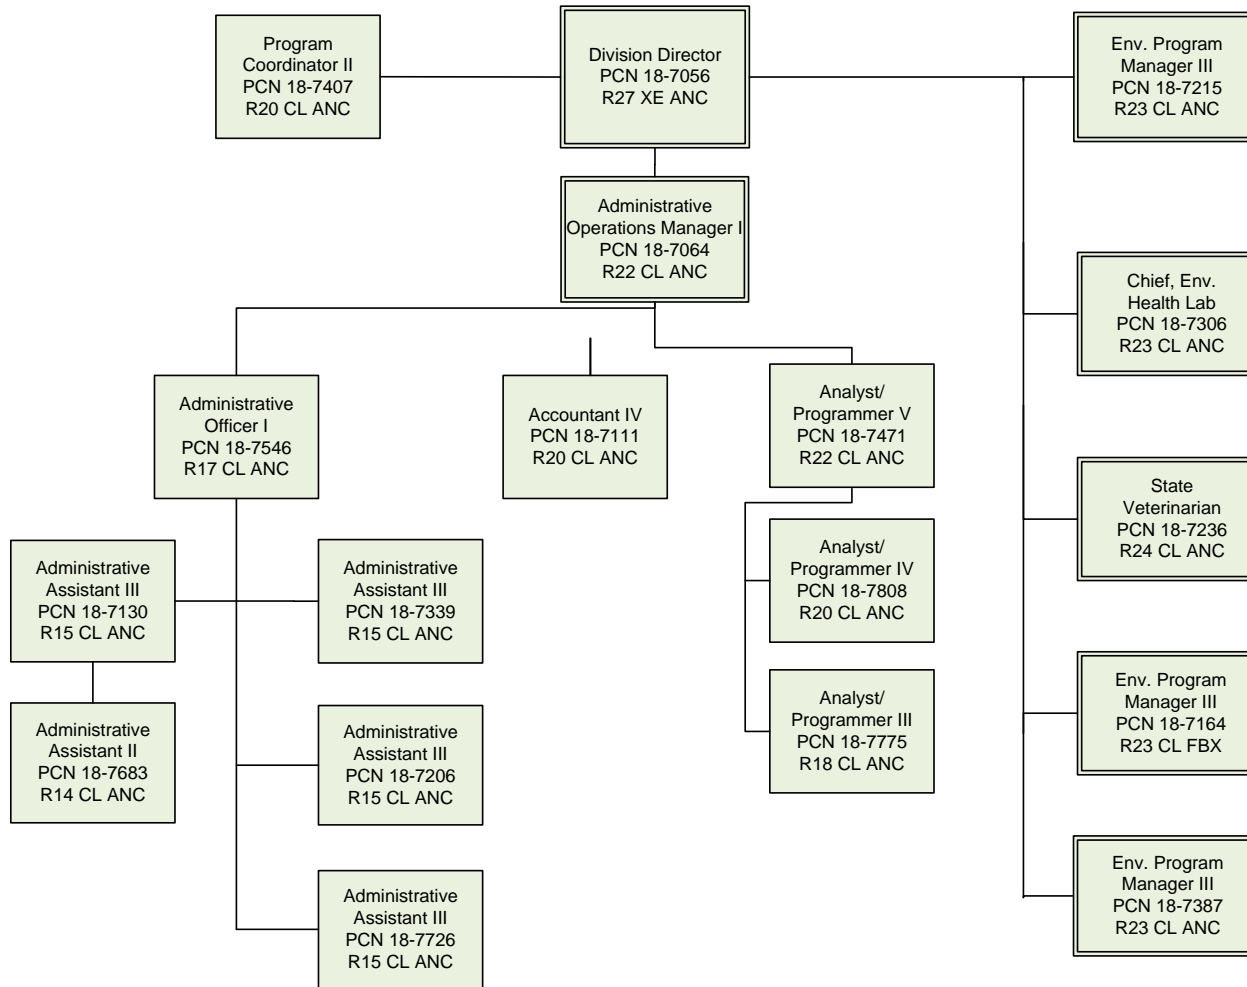 Program
Coordinator II
PCN 18-7407
R20 CL ANC
Division Director
PCN 18-7056
R27 XE ANC
Env. Program
Manager III
PCN 18-7215
R23 CL ANC
Administrative
Operations Manager I
PCN 18-7064
R22 CL ANC
Chief, Env.
Health Lab
PCN 18-7306
R23 CL ANC
Administrative
Officer I
PCN 18-7546
R17 CL ANC
Accountant IV
PCN 18-7111
R20 CL ANC
Analyst/
Programmer V
PCN 18-7471
R22 CL ANC
State
Veterinarian
PCN 18-7236
R24 CL ANC
Administrative
Assistant III
PCN 18-7130
R15 CL ANC
Administrative
Assistant III
PCN 18-7339
R15 CL ANC
Analyst/
Programmer IV
PCN 18-7808
R20 CL ANC
Env. Program
Manager III
PCN 18-7164
R23 CL FBX
Administrative
Assistant II
PCN 18-7683
R14 CL ANC
Administrative
Assistant III
PCN 18-7206
R15 CL ANC
Analyst/
Programmer III
PCN 18-7775
R18 CL ANC
Env. Program
Manager III
PCN 18-7387
R23 CL ANC
Administrative
Assistant III
PCN 18-7726
R15 CL ANC